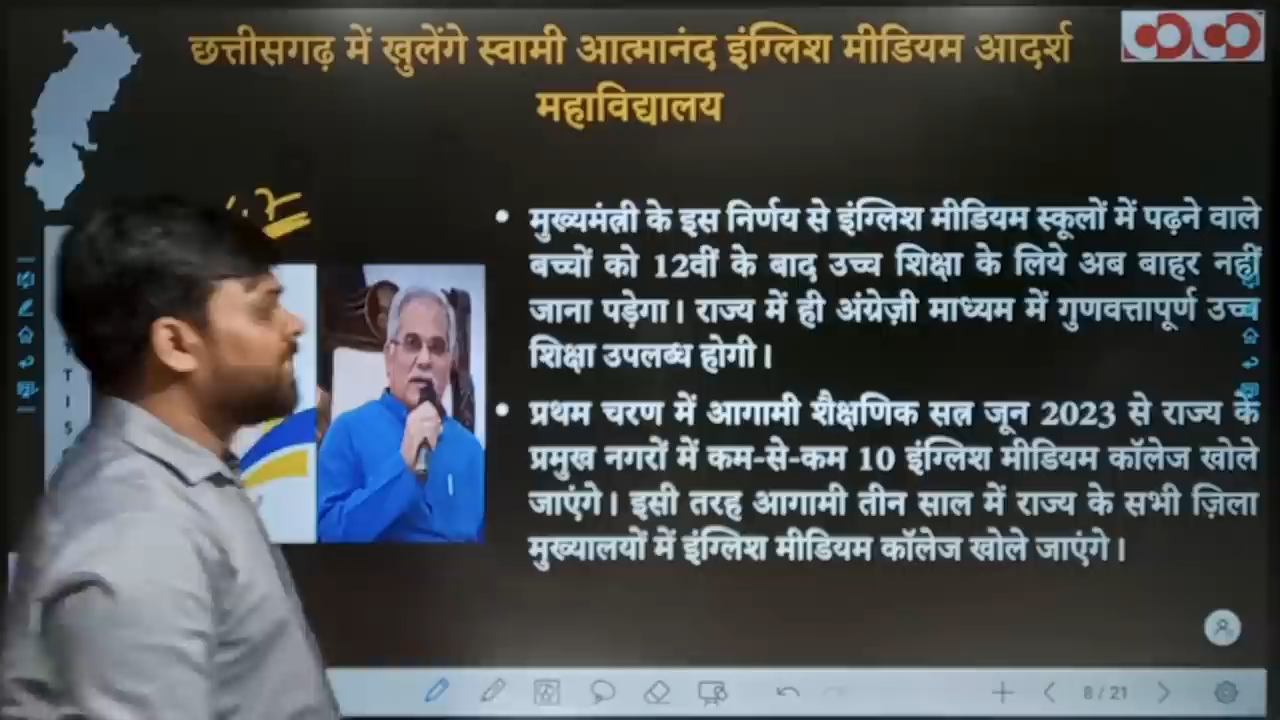 छत्तीसगढ़ में खुलेंगे स्वामी आत्मानंद इंग्लिश मीडियम आदर्श
महाविद्यालय
• मुख्यमंत्री के इस निर्णय से इंग्लिश मीडियम स्कूलों में पढ़ने वाले
बच्चों को 12वीं के बाद उच्च शिक्षा के लिये अब बाहर नहीं
जाना पड़ेगा। राज्य में ही अंग्रेज़ी माध्यम में गुणवत्तापूर्ण उच्च
शिक्षा उपलब्ध होगी।
• प्रथम चरण में आगामी शैक्षणिक सत्र जून 2023 से राज्य के
प्रमुख नगरों में कम-से-कम 10 इंग्लिश मीडियम कॉलेज खोले
जाएंगे। इसी तरह आगामी तीन साल में राज्य के सभी ज़िला
मुख्यालयों में इंग्लिश मीडियम कॉलेज खोले जाएंगे।
T
I
S
8 / 21